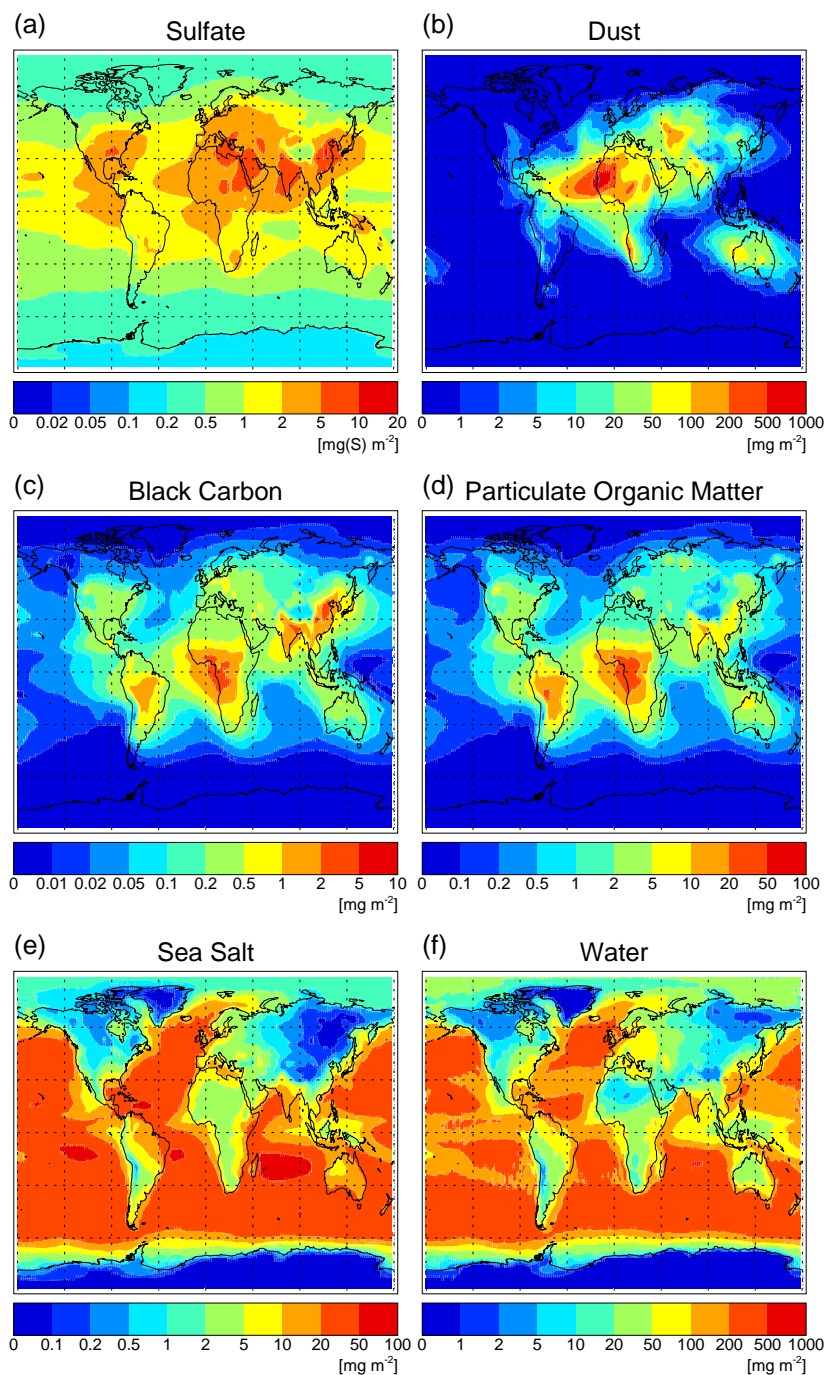 (a) Sulfate
(b) Dust
0 0.02 0.05 0.1 0.2 0.5 1 2 5 10 20
[mg(S) m-2]
0 1 2 5 10 20 50 100 200 500 1000
[mg m-2]
(c) Black Carbon
(d) Particulate Organic Matter
0 0.01 0.02 0.05 0.1 0.2 0.5 1 2 5 10
[mg m-2]
0 0.1 0.2 0.5 1 2 5 10 20 50 100
[mg m-2]
(e) Sea Salt
(f) Water
0 0.1 0.2 0.5 1 2 5 10 20 50 100
[mg m-2]
0 1 2 5 10 20 50 100 200 500 1000
[mg m-2]